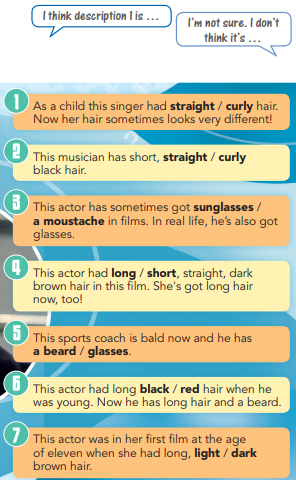 I think description 1 is ...
I'm not sure. I don't
think it's ...
1
As a child this singer had straight / curly hair.
Now her hair sometimes looks very different!
2
This musician has short, straight / curly
black hair.
3
This actor has sometimes got sunglasses /
a moustache in films. In real life, he's also got
glasses.
4
This actor had long / short, straight, dark
brown hair in this film. She's got long hair
now, too!
5
This sports coach is bald now and he has
a beard / glasses.
6
This actor had long black / red hair when he
was young. Now he has long hair and a beard.
7
This actor was in her first film at the age
of eleven when she had long, light / dark
brown hair.